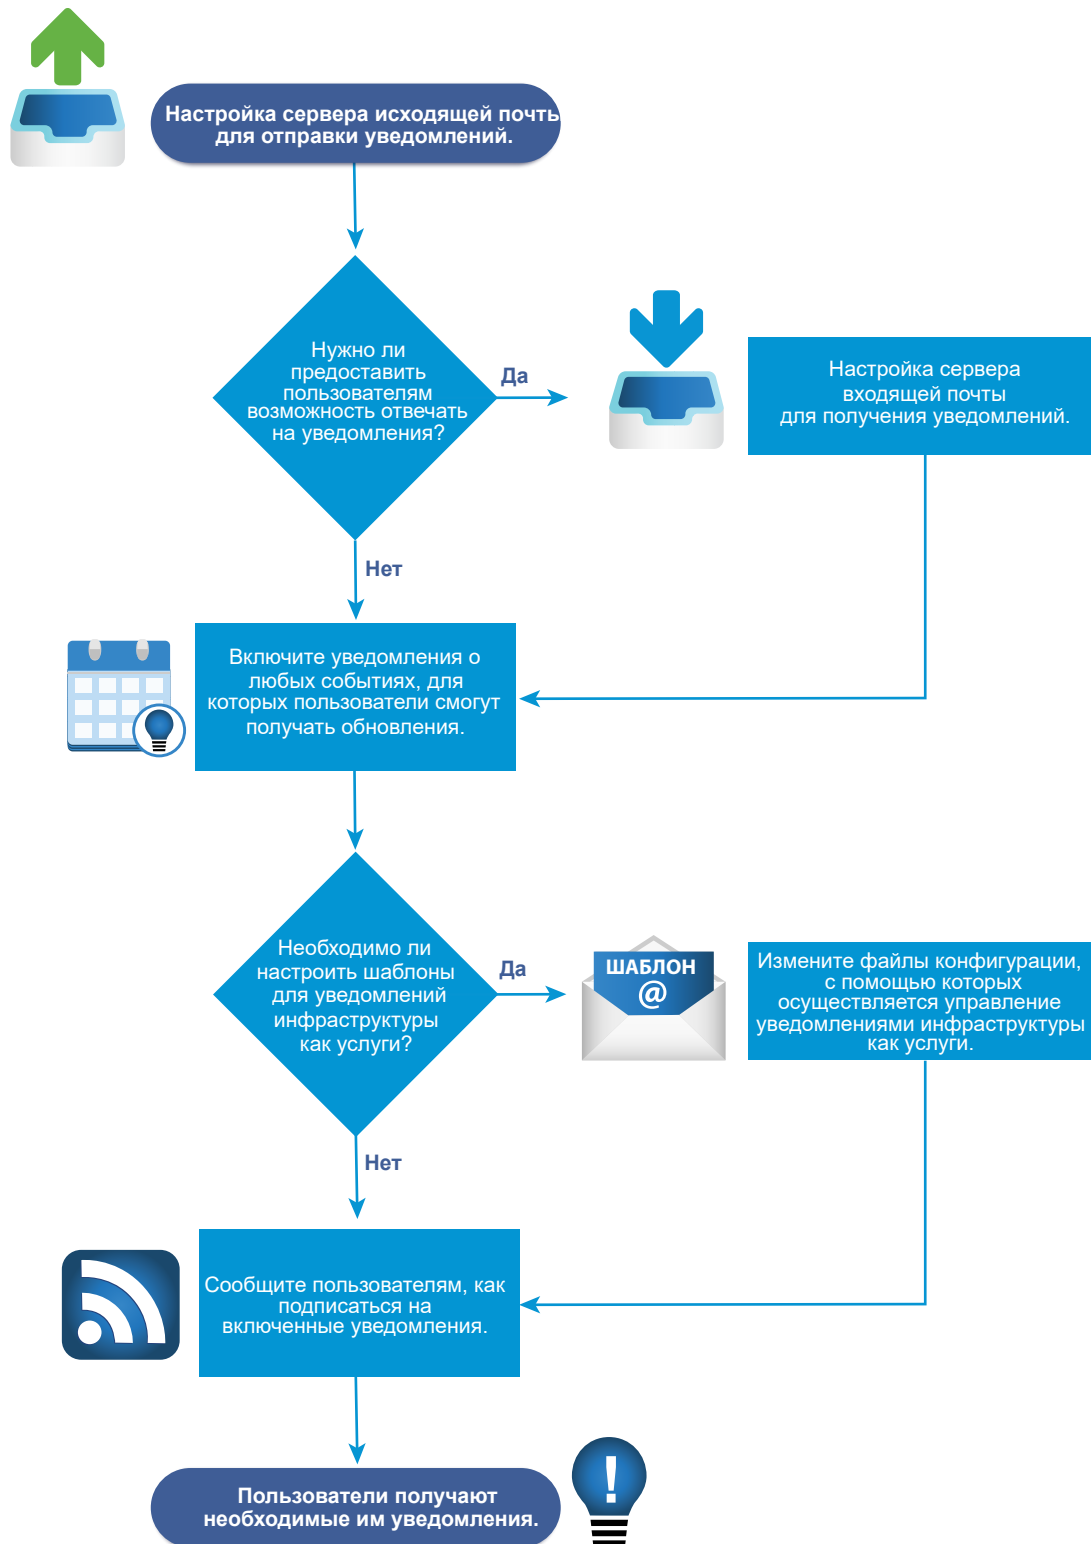 Настройка сервера исходящей почты
для отправки уведомлений.
Нужно ли
предоставить
пользователям
возможность отвечать
на уведомления?
Да
Настройка сервера
входящей почты
для получения уведомлений.
Нет
Включите уведомления о
любых событиях, для
которых пользователи смогут
получать обновления.
Необходимо ли
настроить шаблоны
для уведомлений
инфраструктуры
как услуги?
Да
ШАБЛОН
@
Измените файлы конфигурации,
с помощью которых
осуществляется управление
уведомлениями инфраструктуры
как услуги.
Нет
Сообщите пользователям, как
подписаться на
включенные уведомления.
Пользователи получают
необходимые им уведомления.
!